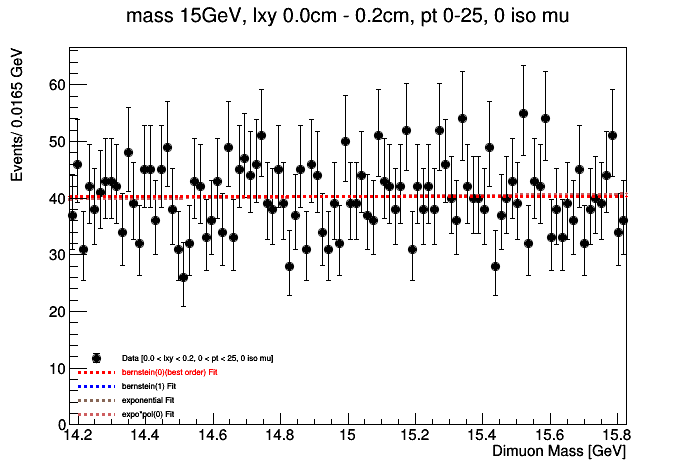 mass 15GeV, lxy 0.0cm - 0.2cm, pt 0-25, 0 iso mu
Events/ 0.0165 GeV
60
50
40
30
20
10
0
Data [0.0 < lxy < 0.2, 0 < pt < 25, 0 iso mu]
bernstein(0)(best order) Fit
bernstein(1) Fit
exponential Fit
expo*pol(0) Fit
14.2 14.4 14.6 14.8 15 15.2 15.4 15.6 15.8
Dimuon Mass [GeV]